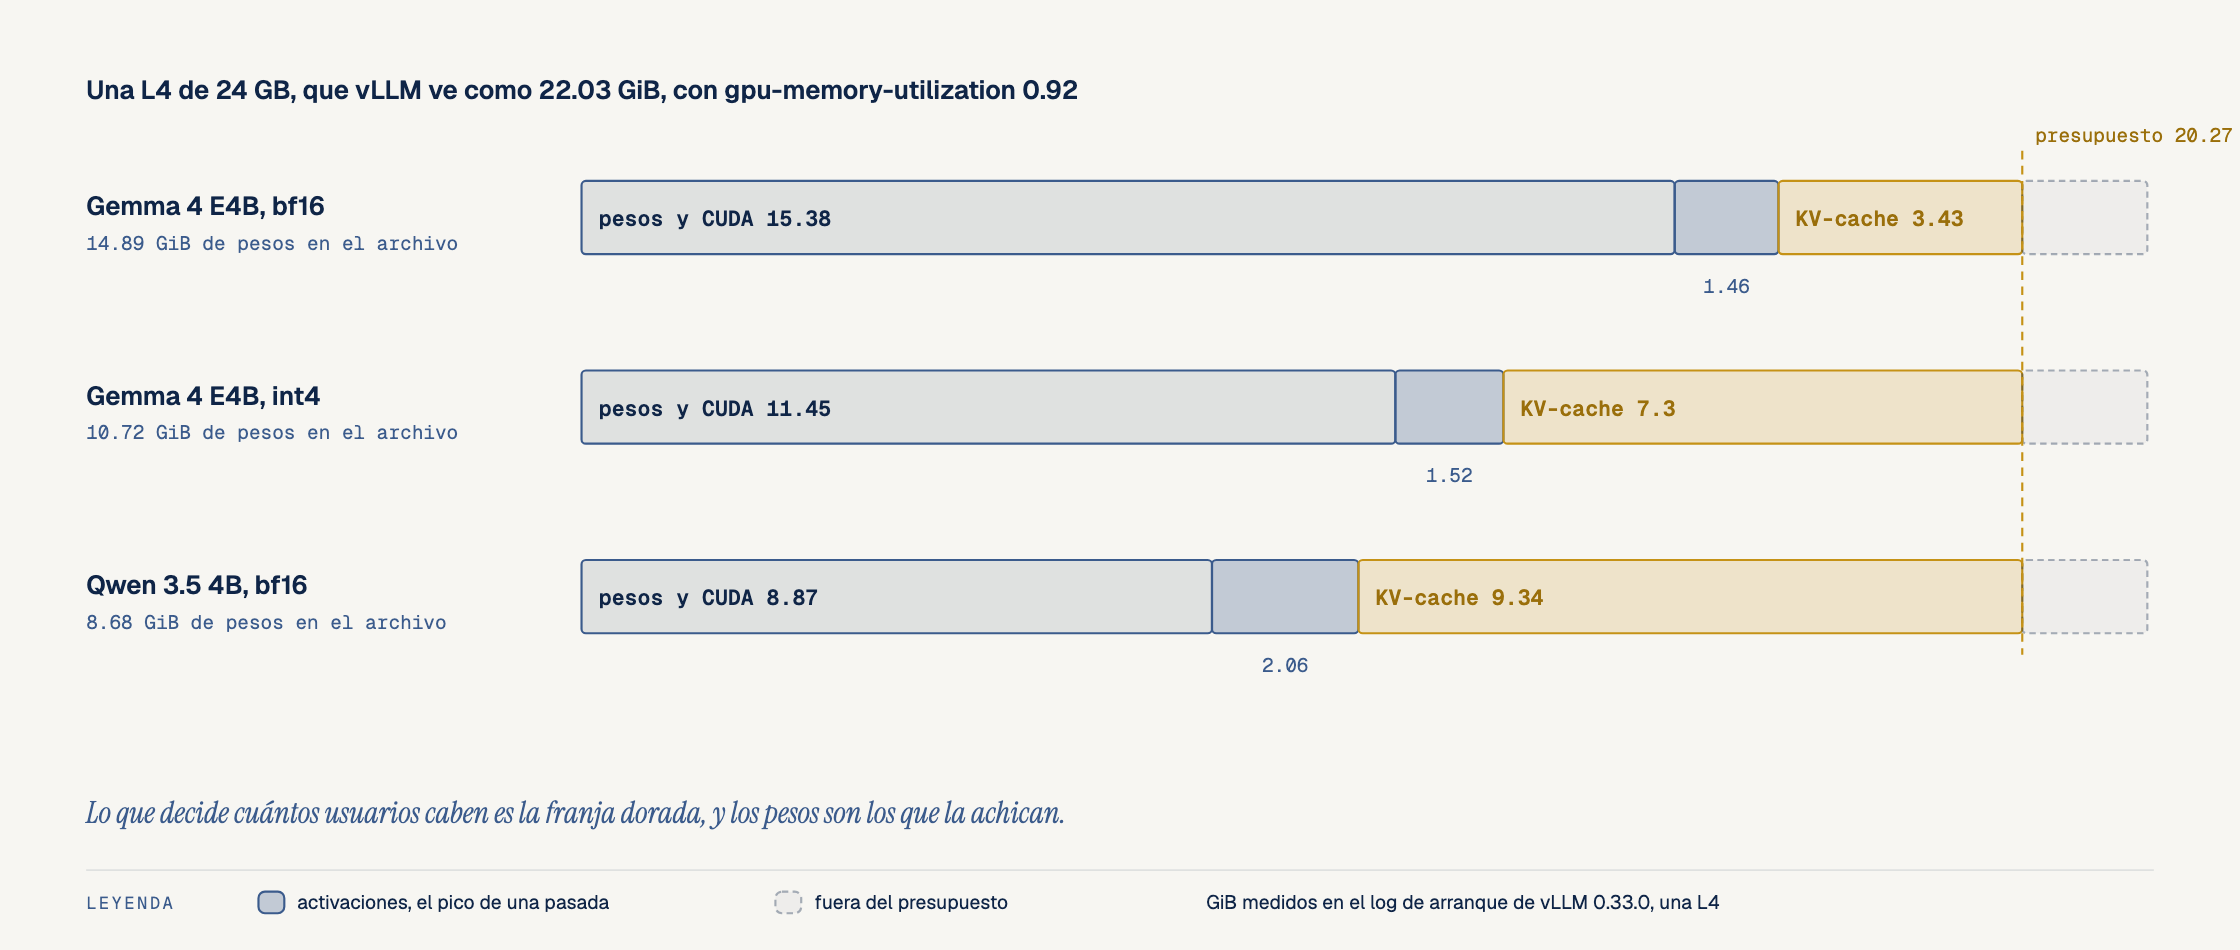 Una L4 de 24 GB, que vLLM ve como 22.03 GiB, con gpu-memory-utilization 0.92
presupuesto 20.27
Gemma 4 E4B, bf16
14.89 GiB de pesos en el archivo
pesos y CUDA 15.38
KV-cache 3.43
1.46
Gemma 4 E4B, int4
10.72 GiB de pesos en el archivo
pesos y CUDA 11.45
KV-cache 7.3
1.52
Qwen 3.5 4B, bf16
8.68 GiB de pesos en el archivo
pesos y CUDA 8.87
KV-cache 9.34
2.06
Lo que decide cuántos usuarios caben es la franja dorada, y los pesos son los que la achican.
LEYENDA
activaciones, el pico de una pasada
fuera del presupuesto
GiB medidos en el log de arranque de vLLM 0.33.0, una L4